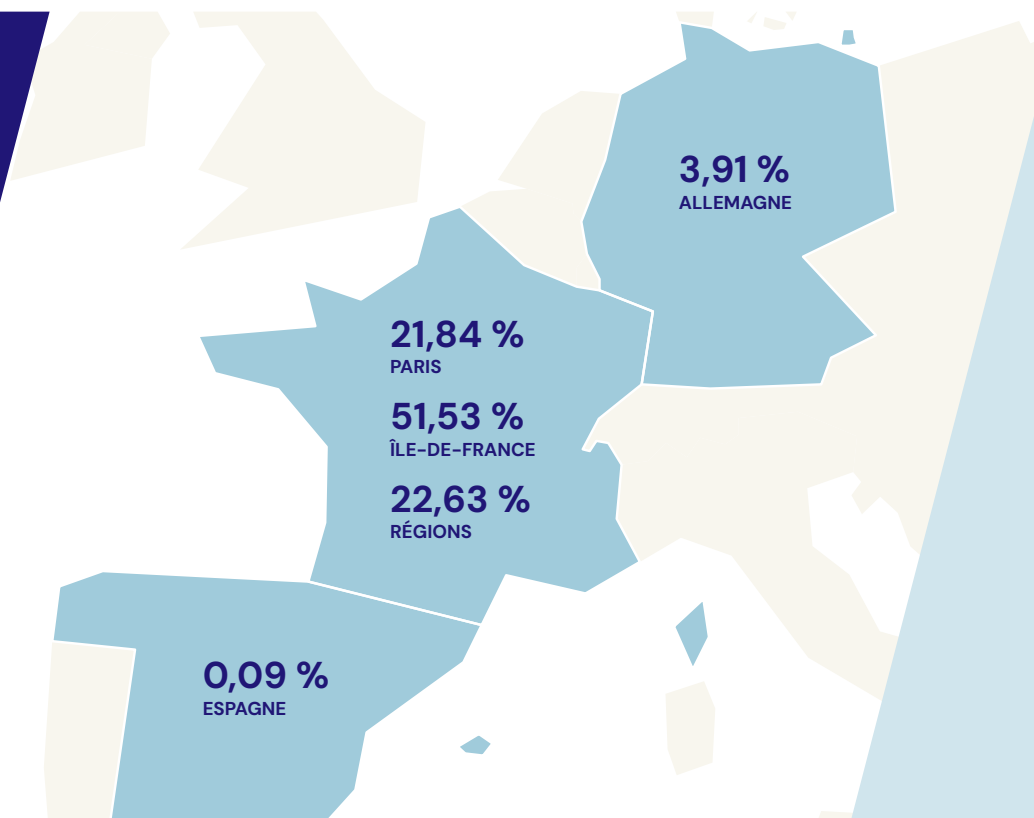 3,91 %
ALLEMAGNE
21,84 %
PARIS
51,53 %
ÎLE-DE-FRANCE
22,63 %
RÉGIONS
0,09 %
ESPAGNE